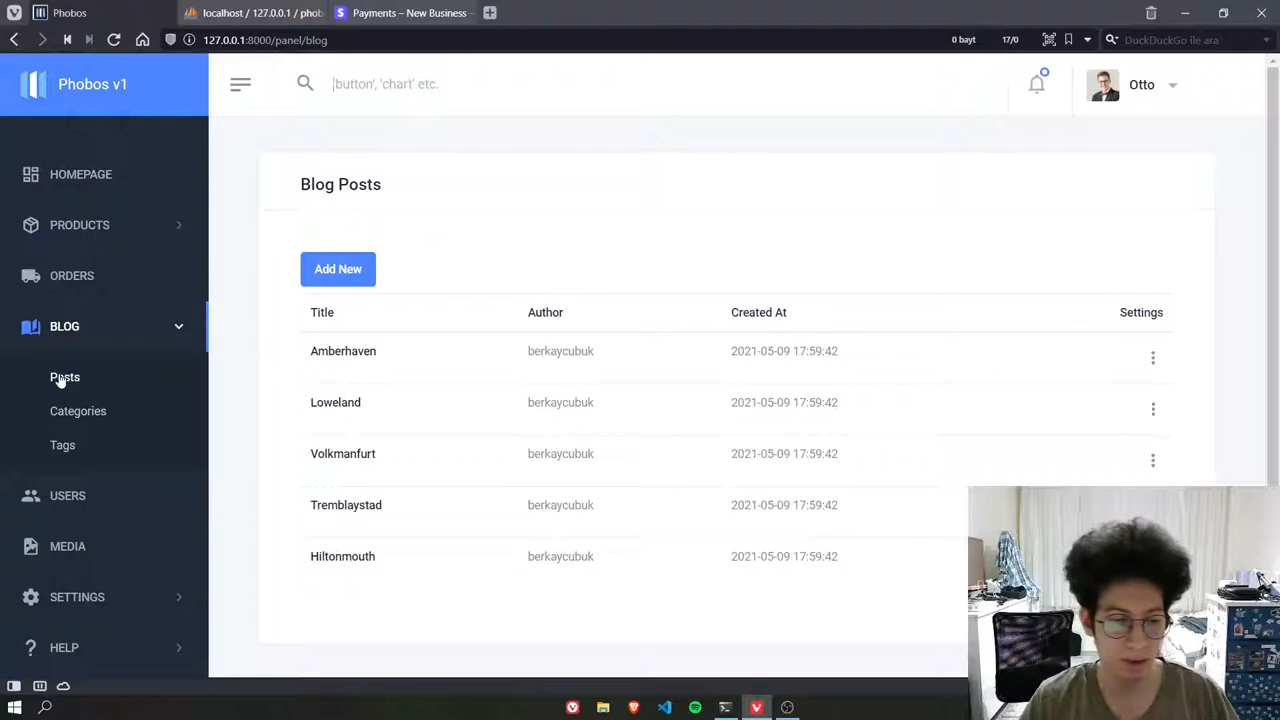 Phobos
localhost / 127.0.0.1 / phob
Payments – New Business
127.0.0.1:8000/panel/blog
0 bayt
17/0
DuckDuckGo ile ara
Phobos v1
'button', 'chart' etc.
Otto
HOMEPAGE
PRODUCTS
ORDERS
BLOG
Posts
Categories
Tags
USERS
MEDIA
SETTINGS
HELP
Blog Posts
Add New
Title Author Created At Settings
Amberhaven berkaycubuk 2021-05-09 17:59:42
Loweland berkaycubuk 2021-05-09 17:59:42
Volkmanfurt berkaycubuk 2021-05-09 17:59:42
Tremblaystad berkaycubuk 2021-05-09 17:59:42
Hiltonmouth berkaycubuk 2021-05-09 17:59:42